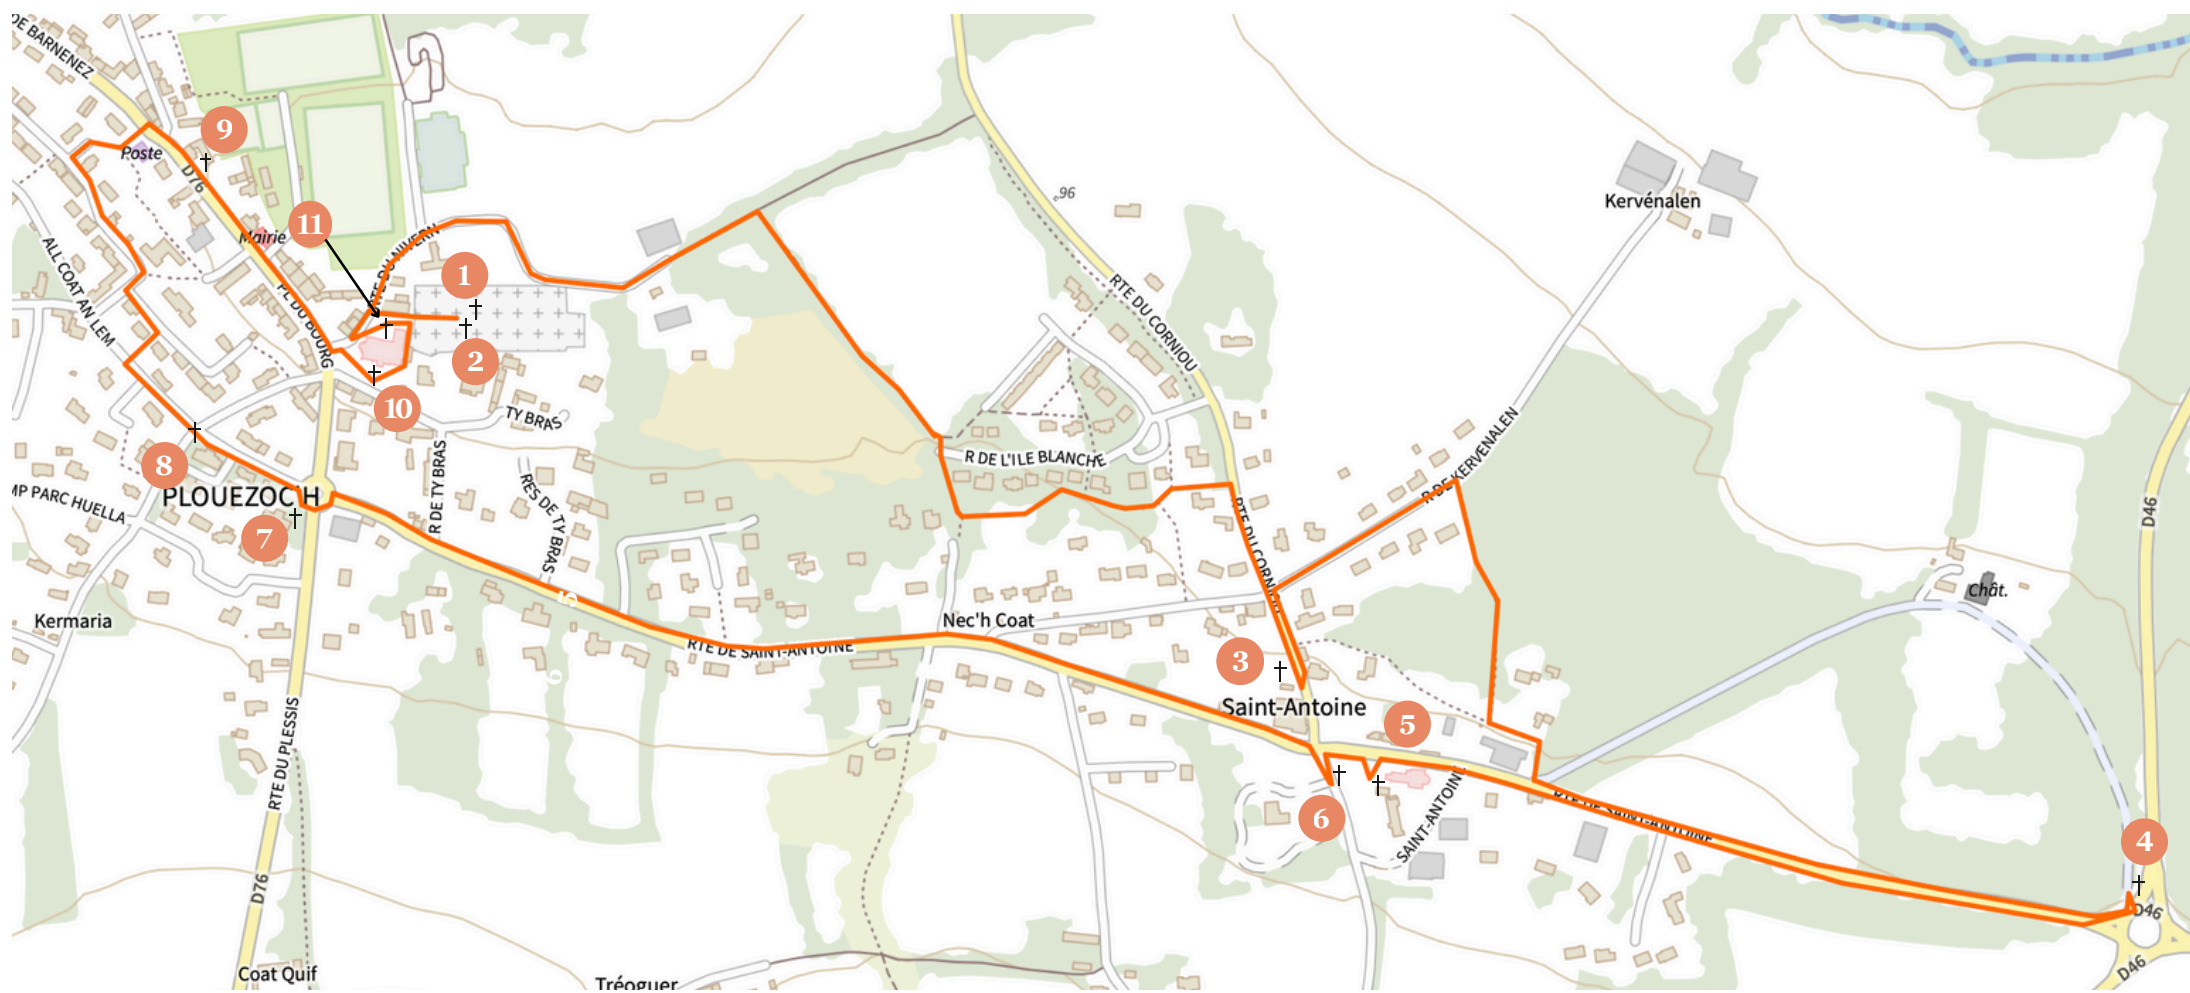 DE BARNENEZ
9
Poste
D76
11
Mairie
RTE DU NIVERN
1
96
Kervénalen
ALL COAT AN LEM
PL DU BOURG
2
RTE DU CORNIOU
10
TY BRAS
8
R DE TY BRAS
R DE L'ILE BLANCHE
R DE KERVENALEN
PLOUEZOC'H
MP PARC HUELLA
7
RES DE TY BRAS
RTE DU CORNIOU
D46
Chât.
5
Kermaria
Nec'h Coat
6
RTE DE SAINT-ANTOINE
3
Saint-Antoine
5
RTE DU PLESSIS
6
SAINT-ANTOINE
RTE DE SAINT-ANTOINE
4
D76
D46
Coat Quif
Tréoguer
D46